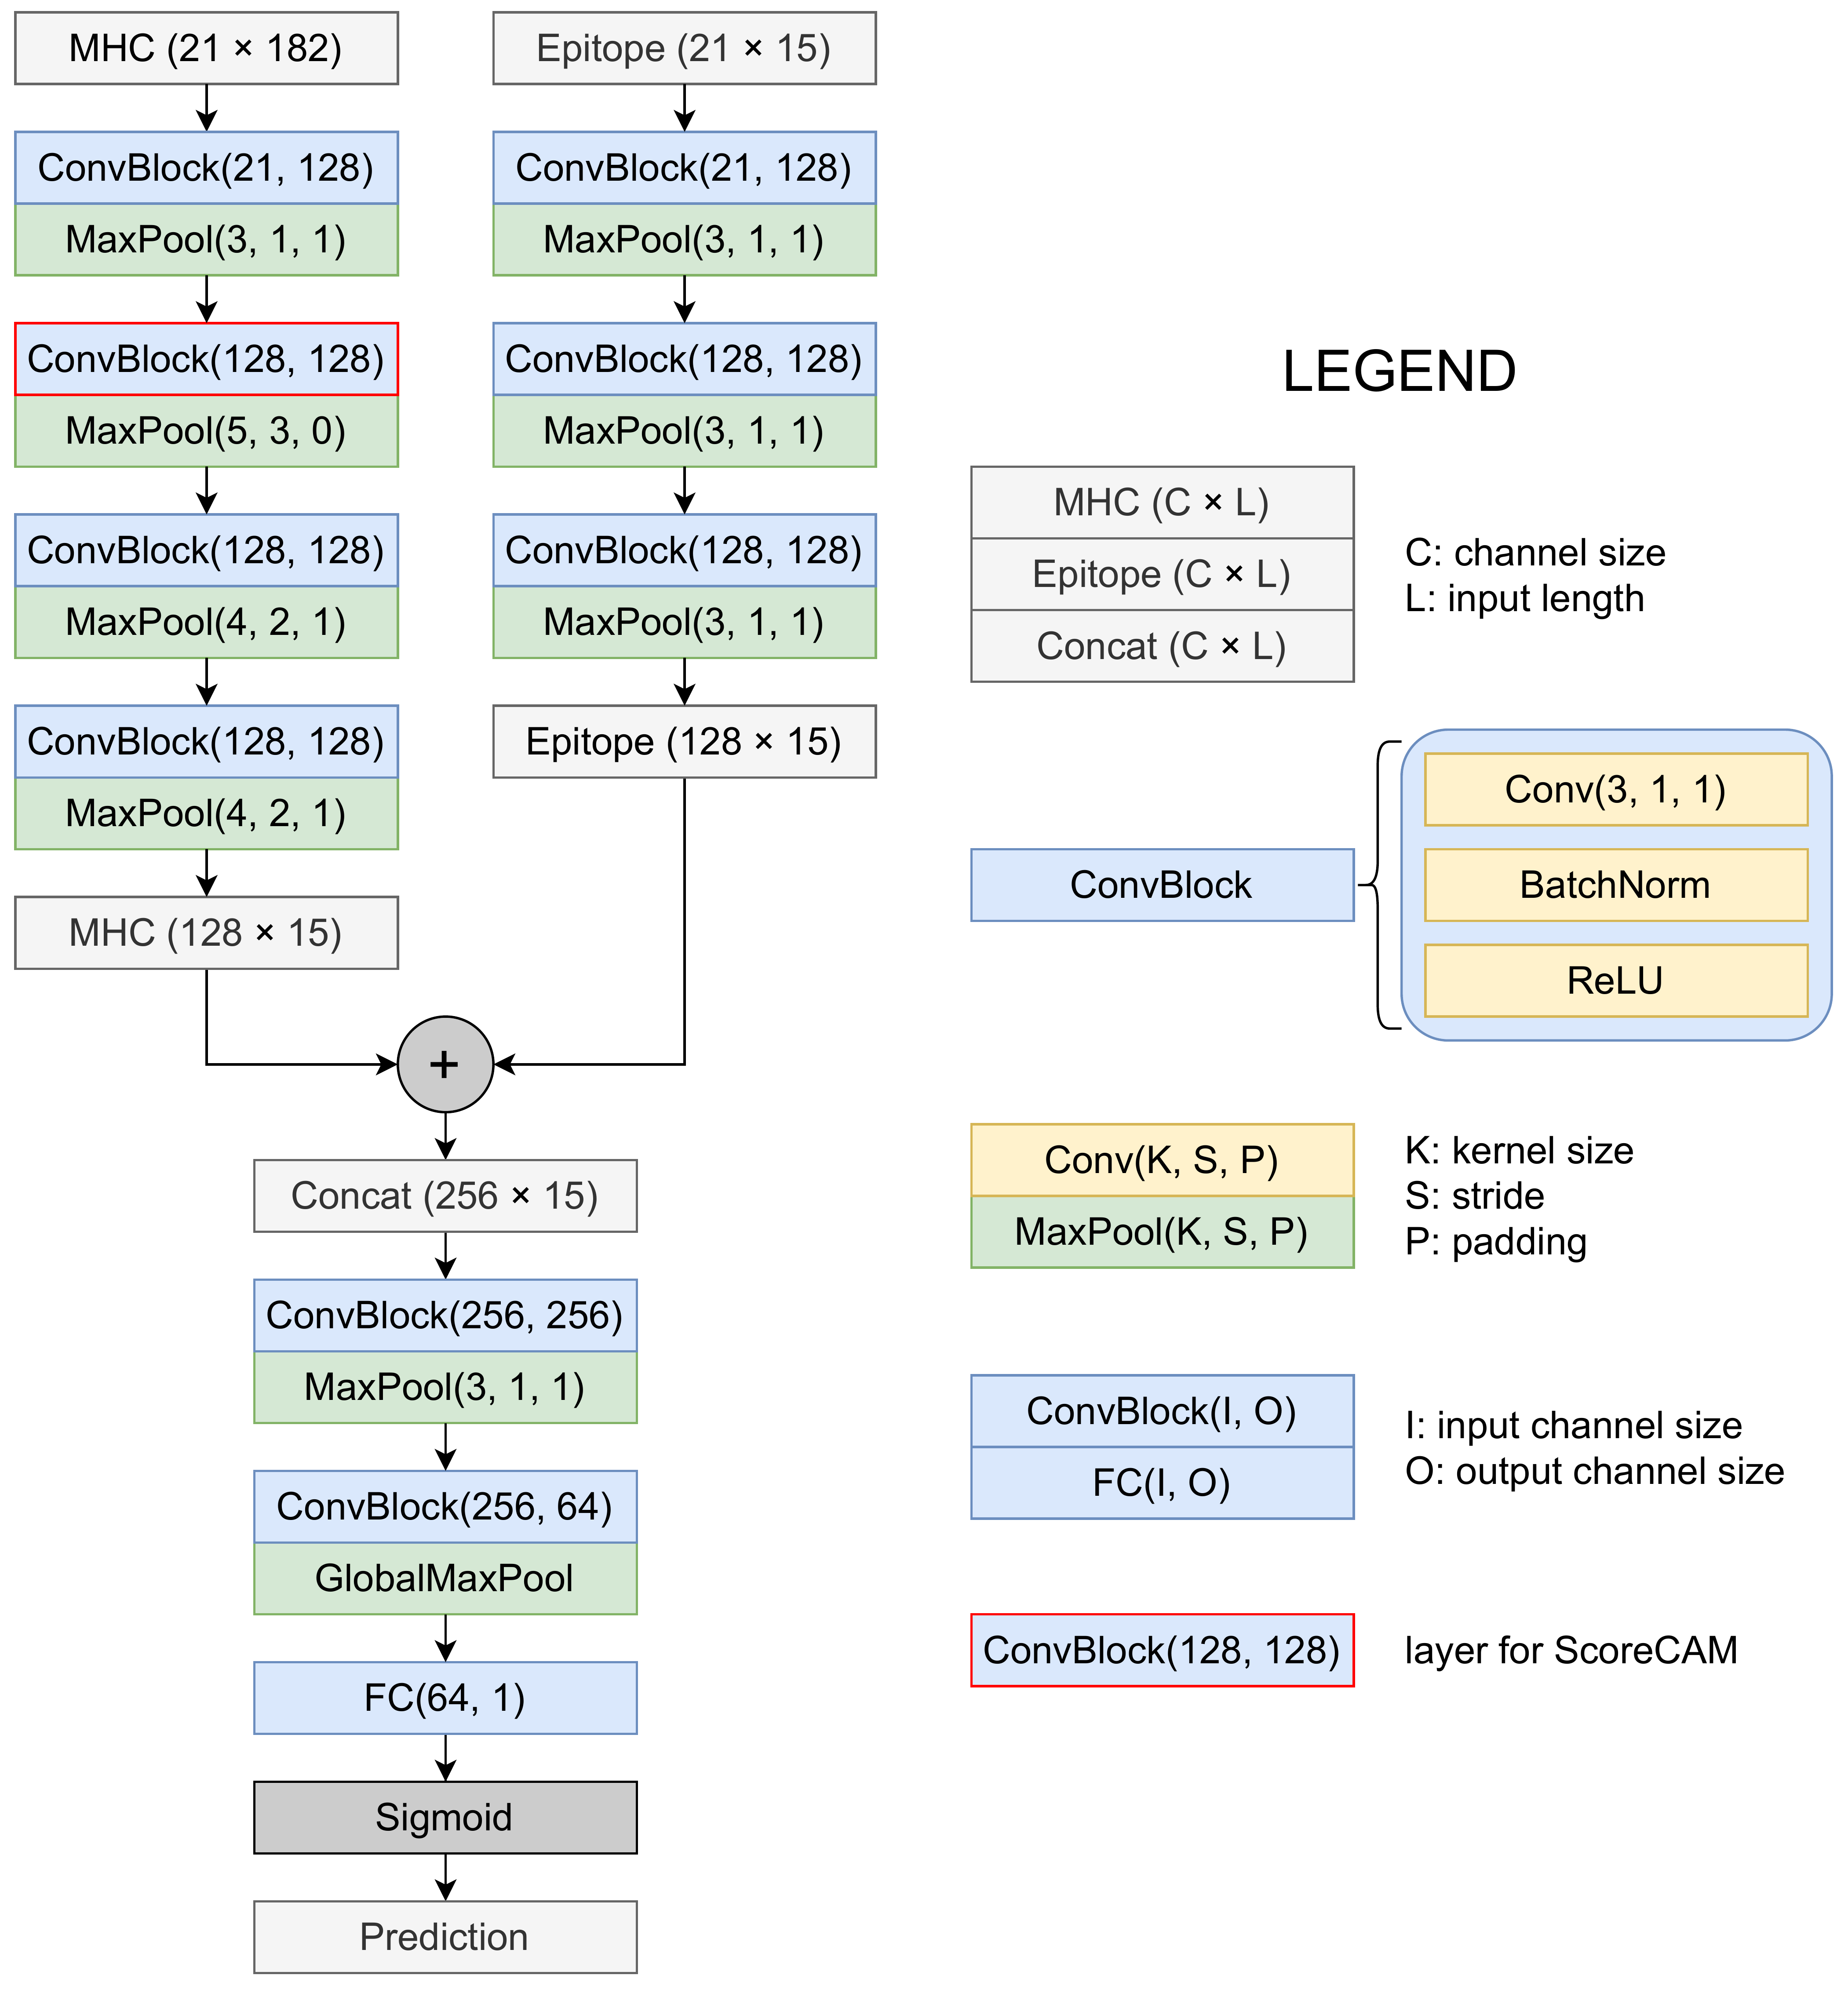 MHC (21 × 182)
ConvBlock(21, 128)
MaxPool(3, 1, 1)
ConvBlock(128, 128)
MaxPool(5, 3, 0)
ConvBlock(128, 128)
MaxPool(4, 2, 1)
ConvBlock(128, 128)
MaxPool(4, 2, 1)
MHC (128 × 15)
Epitope (21 × 15)
ConvBlock(21, 128)
MaxPool(3, 1, 1)
ConvBlock(128, 128)
MaxPool(3, 1, 1)
ConvBlock(128, 128)
MaxPool(3, 1, 1)
Epitope (128 × 15)
+
Concat (256 × 15)
ConvBlock(256, 256)
MaxPool(3, 1, 1)
ConvBlock(256, 64)
GlobalMaxPool
FC(64, 1)
Sigmoid
Prediction
LEGEND
MHC (C × L)
Epitope (C × L)
Concat (C × L)
C: channel size
L: input length
ConvBlock
Conv(3, 1, 1)
BatchNorm
ReLU
Conv(K, S, P)
MaxPool(K, S, P)
K: kernel size
S: stride
P: padding
ConvBlock(I, O)
FC(I, O)
I: input channel size
O: output channel size
ConvBlock(128, 128)
layer for ScoreCAM